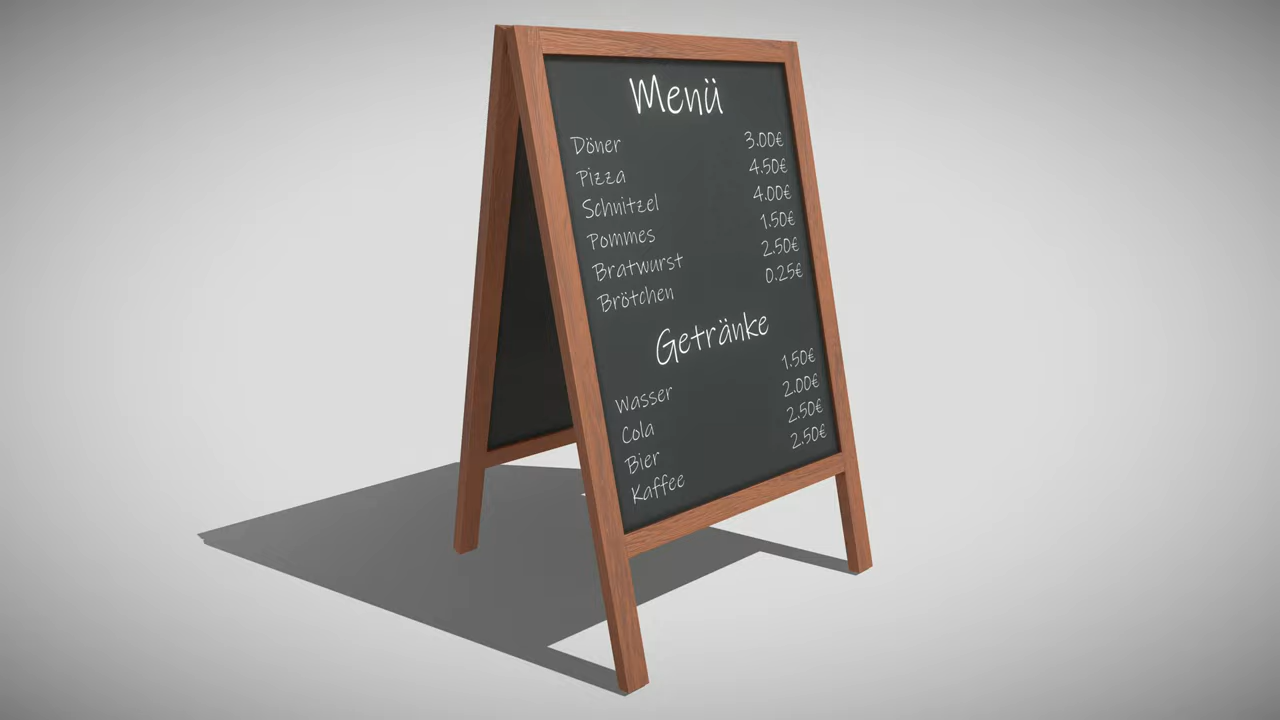 Menü
Döner 3.00€
Pizza 4.50€
Schnitzel 4.00€
Pommes 1.50€
Bratwurst 2.50€
Brötchen 0.25€
Getränke
Wasser 1.50€
Cola 2.00€
Bier 2.50€
Kaffee 2.50€